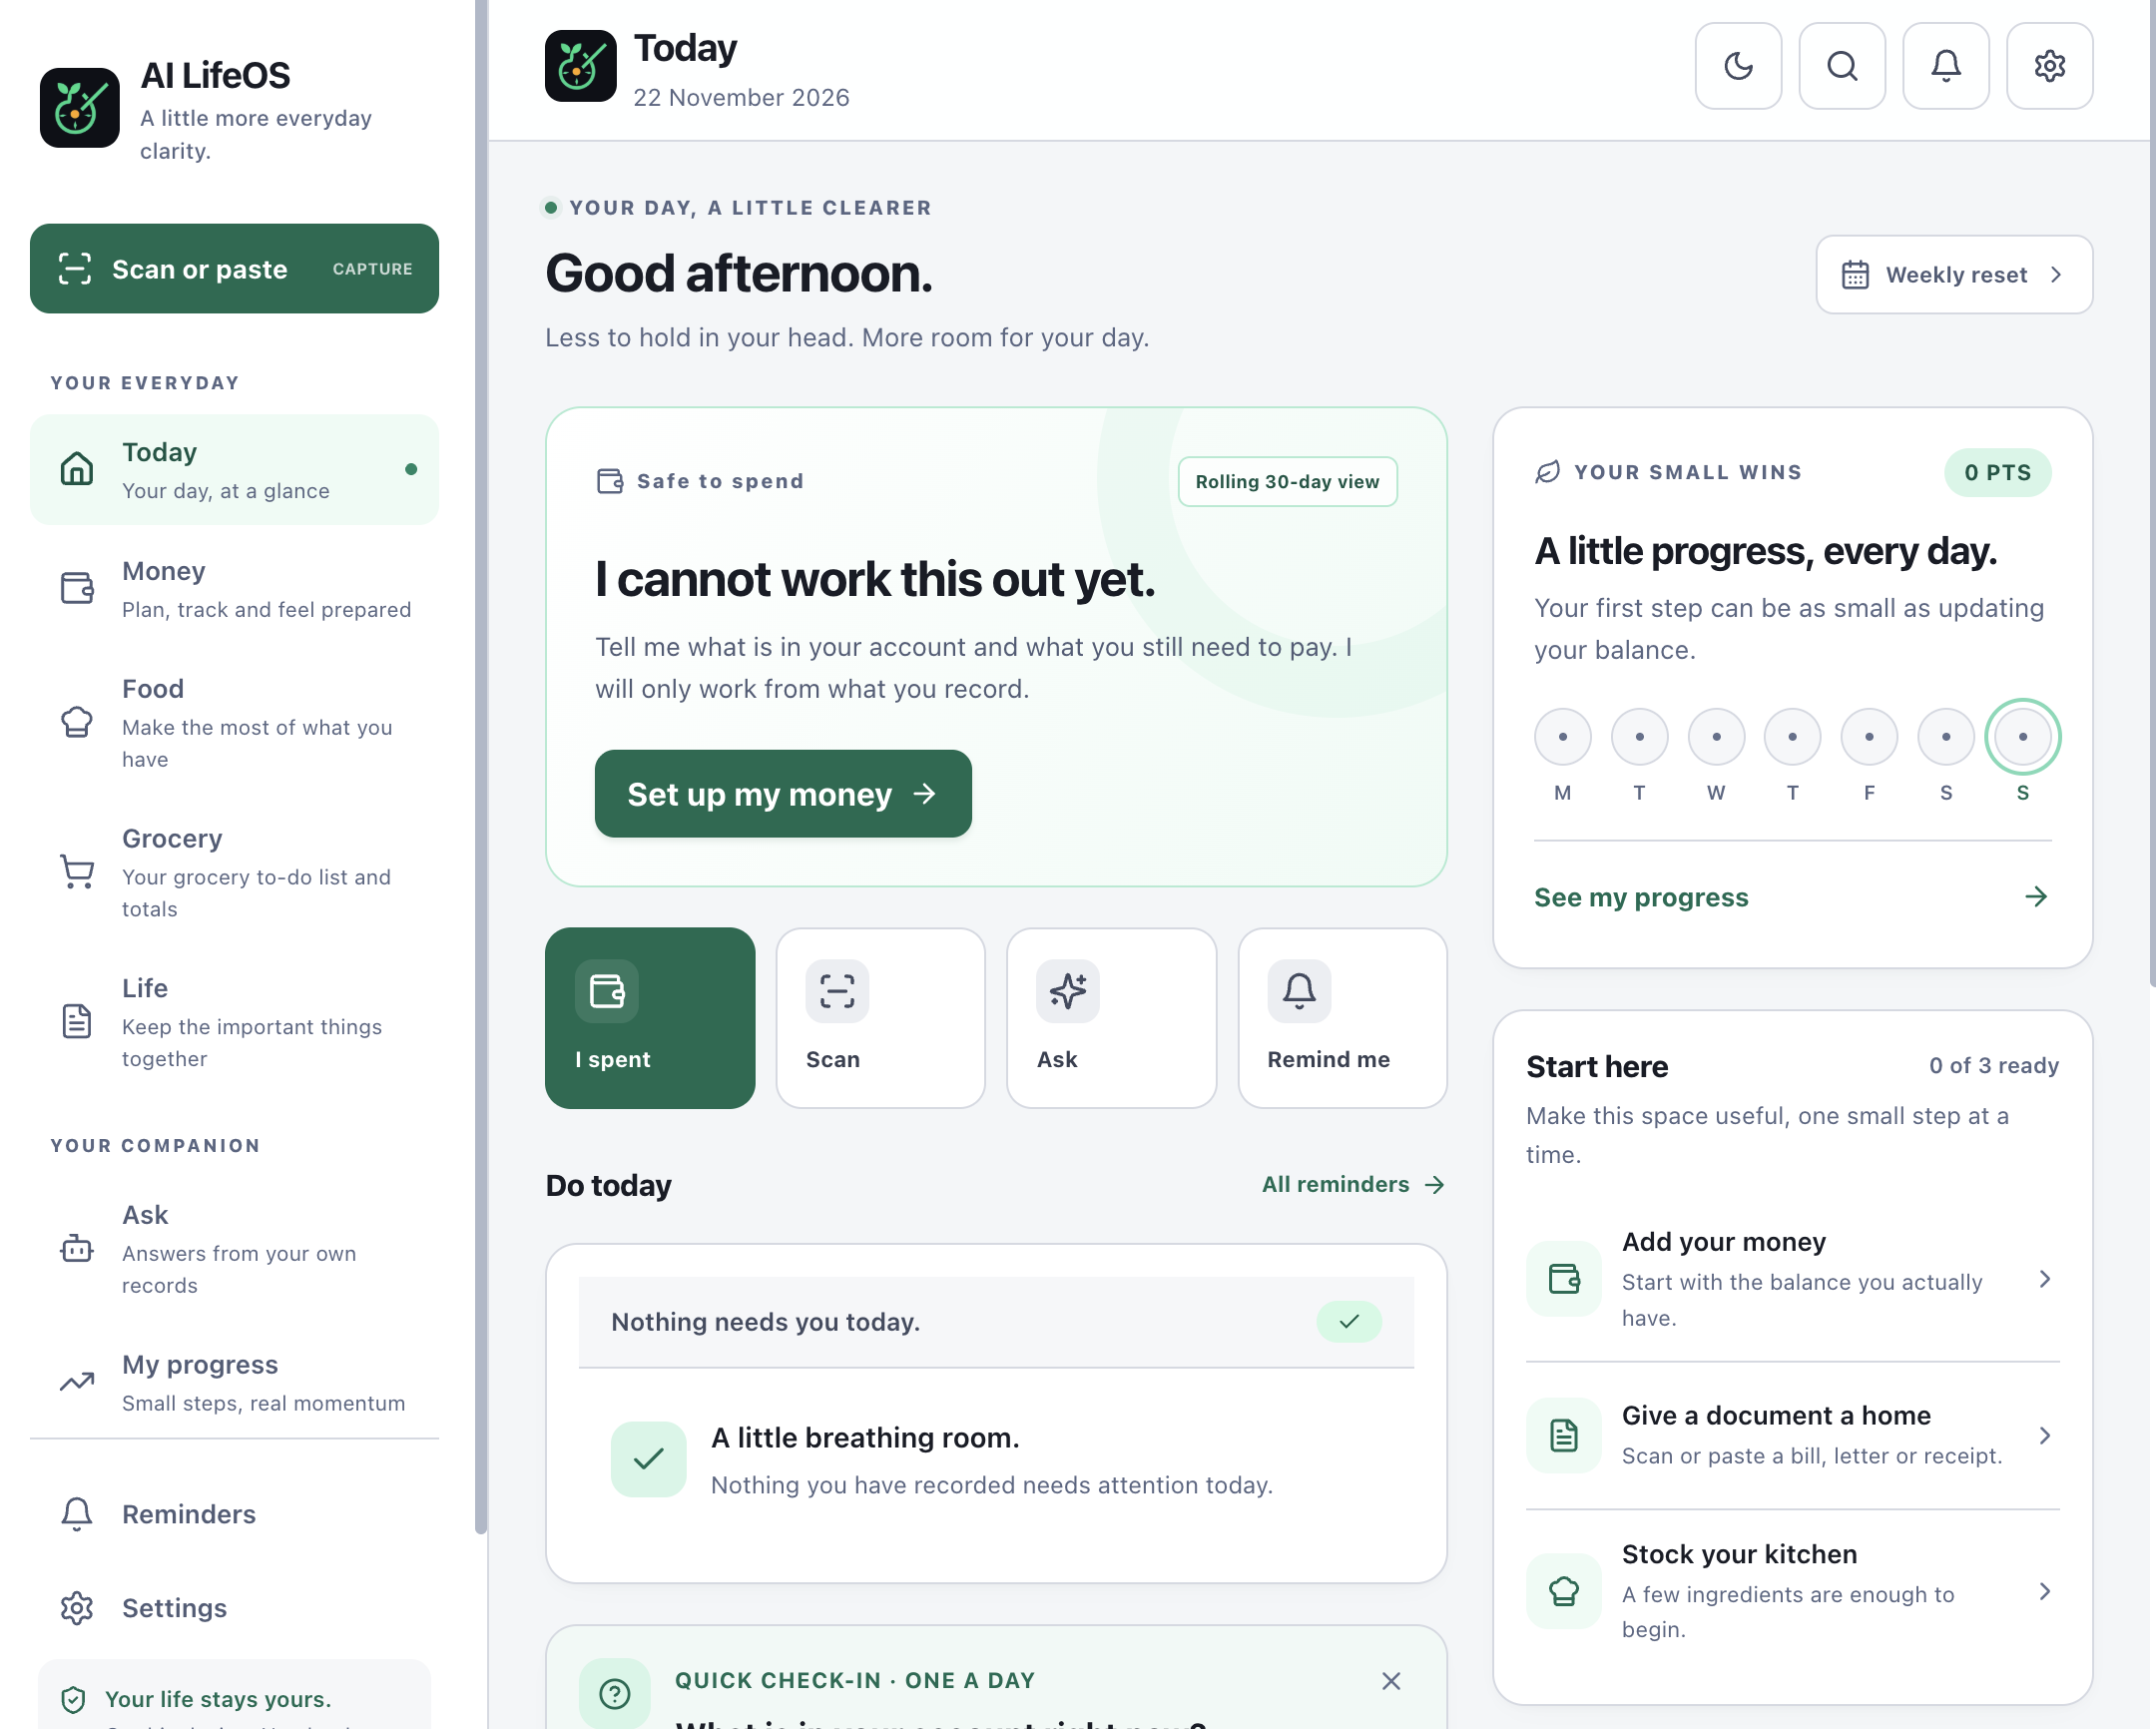 AI LifeOS
A little more everyday
clarity.
Scan or paste CAPTURE
YOUR EVERYDAY
Today
Your day, at a glance
Money
Plan, track and feel prepared
Food
Make the most of what you
have
Grocery
Your grocery to-do list and
totals
Life
Keep the important things
together
YOUR COMPANION
Ask
Answers from your own
records
My progress
Small steps, real momentum
Reminders
Settings
Your life stays yours.
Today
22 November 2026
YOUR DAY, A LITTLE CLEARER
Good afternoon.
Less to hold in your head. More room for your day.
Weekly reset
Safe to spend
Rolling 30-day view
I cannot work this out yet.
Tell me what is in your account and what you still need to pay. I
will only work from what you record.
Set up my money
I spent
Scan
Ask
Remind me
Do today
All reminders
Nothing needs you today.
A little breathing room.
Nothing you have recorded needs attention today.
QUICK CHECK-IN · ONE A DAY
What is in your account right now?
YOUR SMALL WINS
0 PTS
A little progress, every day.
Your first step can be as small as updating
your balance.
M T W T F S S
See my progress
Start here
0 of 3 ready
Make this space useful, one small step at a
time.
Add your money
Start with the balance you actually
have.
Give a document a home
Scan or paste a bill, letter or receipt.
Stock your kitchen
A few ingredients are enough to
begin.